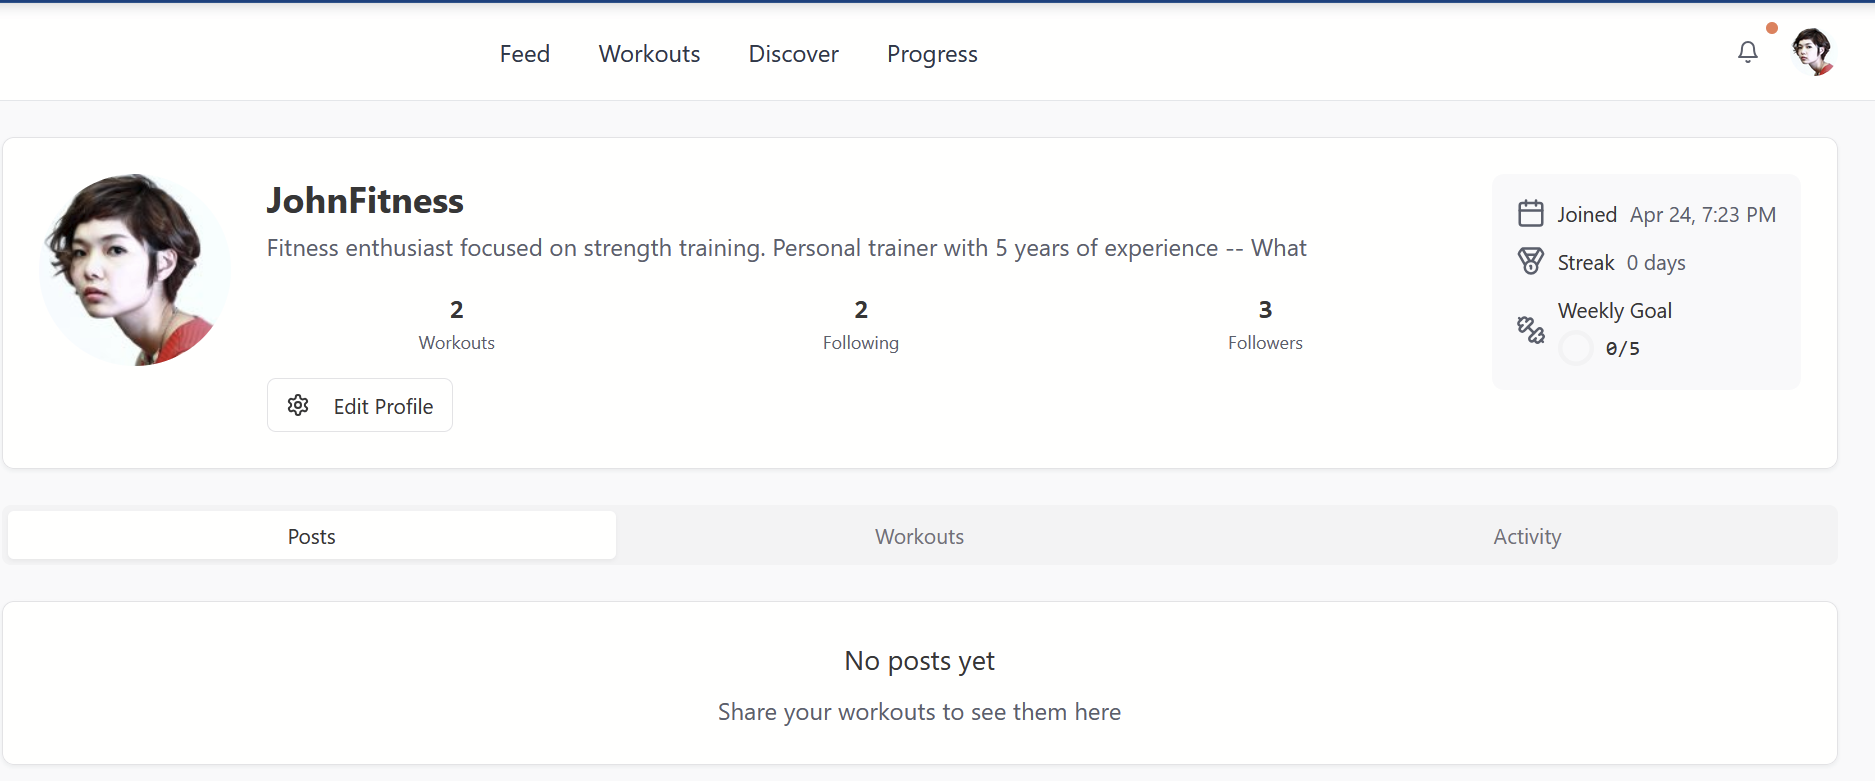 Feed Workouts Discover Progress
JohnFitness
Fitness enthusiast focused on strength training. Personal trainer with 5 years of experience -- What
2 2 3
Workouts Following Followers
Edit Profile
Joined Apr 24, 7:23 PM
Streak 0 days
Weekly Goal
0/5
Posts Workouts Activity
No posts yet
Share your workouts to see them here